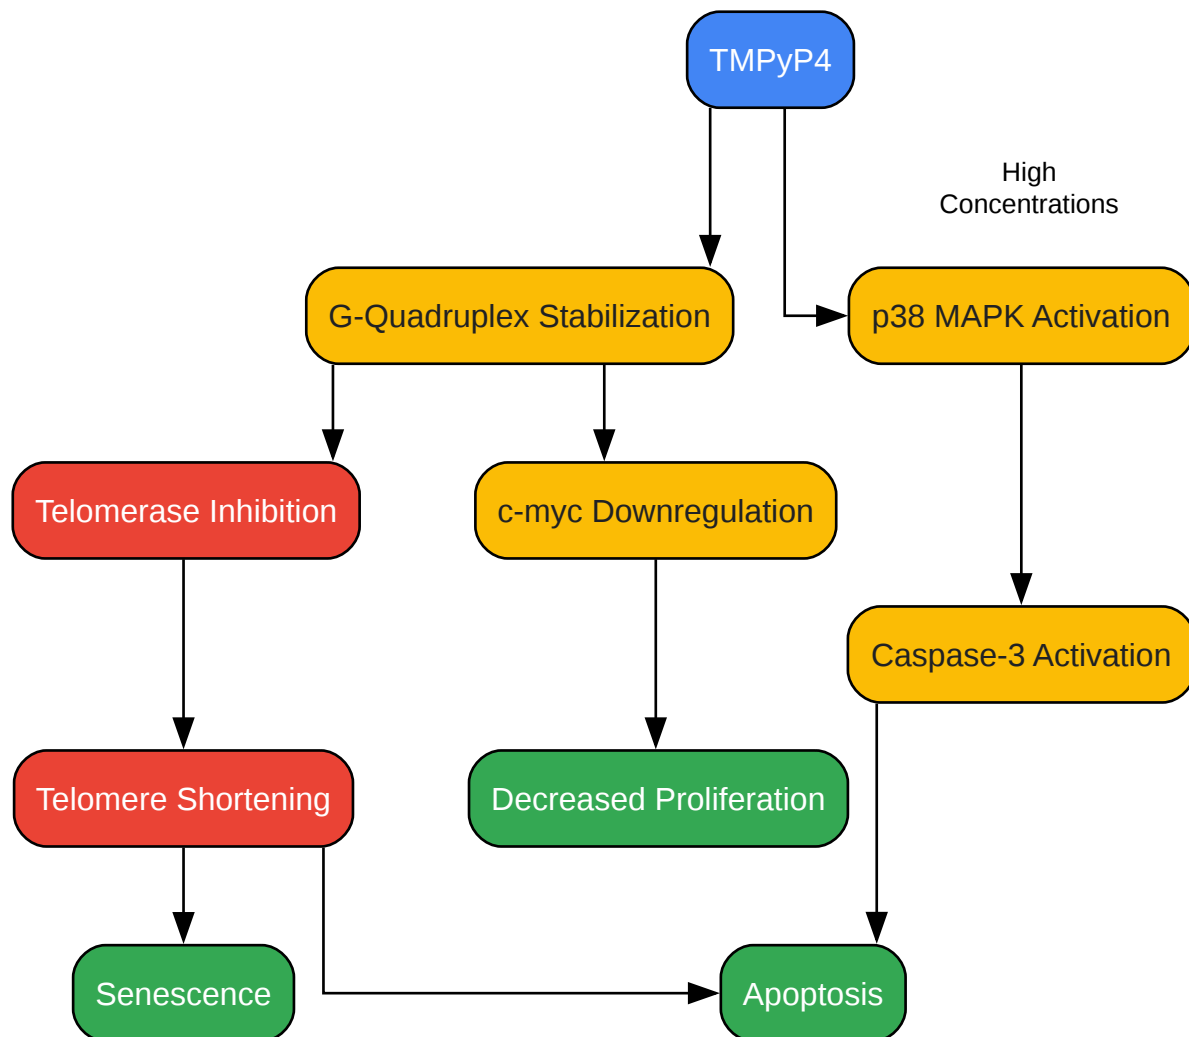 TMPyP4
High
Concentrations
G-Quadruplex Stabilization
p38 MAPK Activation
Telomerase Inhibition
c-myc Downregulation
Caspase-3 Activation
Telomere Shortening
Decreased Proliferation
Senescence
Apoptosis